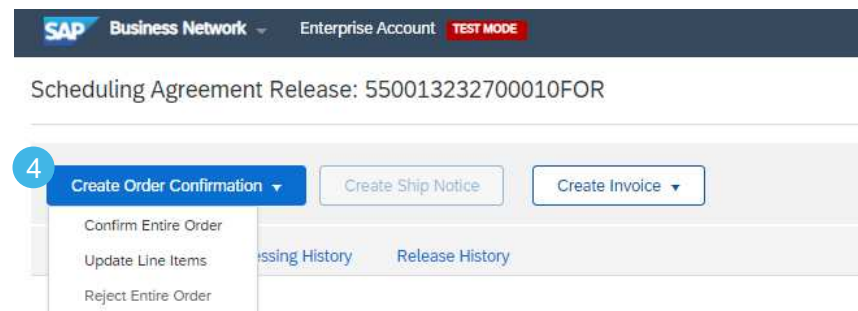 SAP Business Network Enterprise Account TEST MODE
Scheduling Agreement Release: 550013232700010FOR
4
Create Order Confirmation Create Ship Notice Create Invoice
Confirm Entire Order
Update Line Items essing History Release History
Reject Entire Order